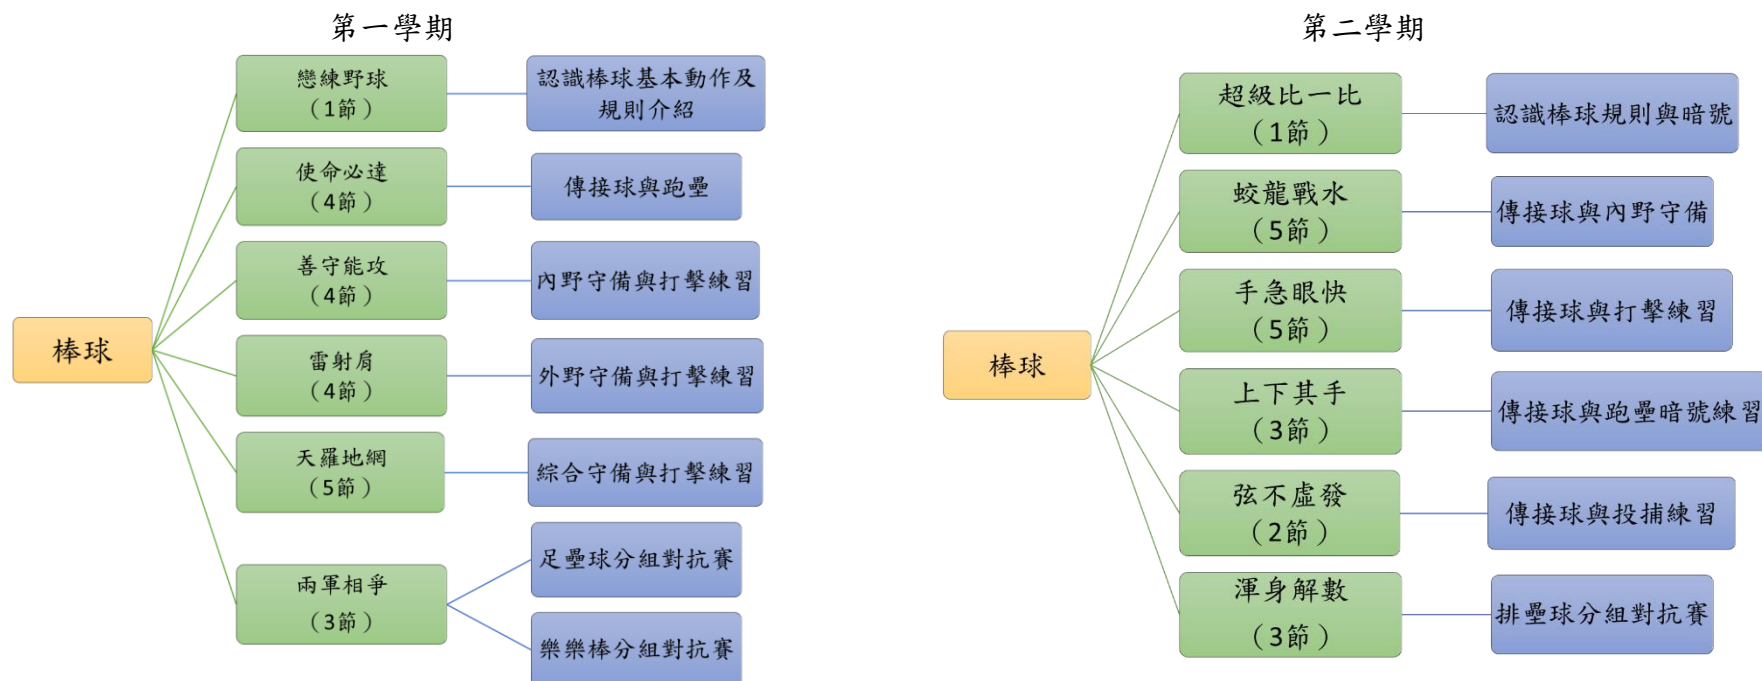 第一學期
棒球
戀練野球
（1節）
認識棒球基本動作及
規則介紹
使命必達
（4節）
傳接球與跑壘
善守能攻
（4節）
內野守備與打擊練習
雷射肩
（4節）
外野守備與打擊練習
天羅地網
（5節）
綜合守備與打擊練習
兩軍相爭
（3節）
足壘球分組對抗賽
樂樂棒分組對抗賽
第二學期
棒球
超級比一比
（1節）
認識棒球規則與暗號
蛟龍戰水
（5節）
傳接球與內野守備
手急眼快
（5節）
傳接球與打擊練習
上下其手
（3節）
傳接球與跑壘暗號練習
弦不虛發
（2節）
傳接球與投捕練習
渾身解數
（3節）
排壘球分組對抗賽